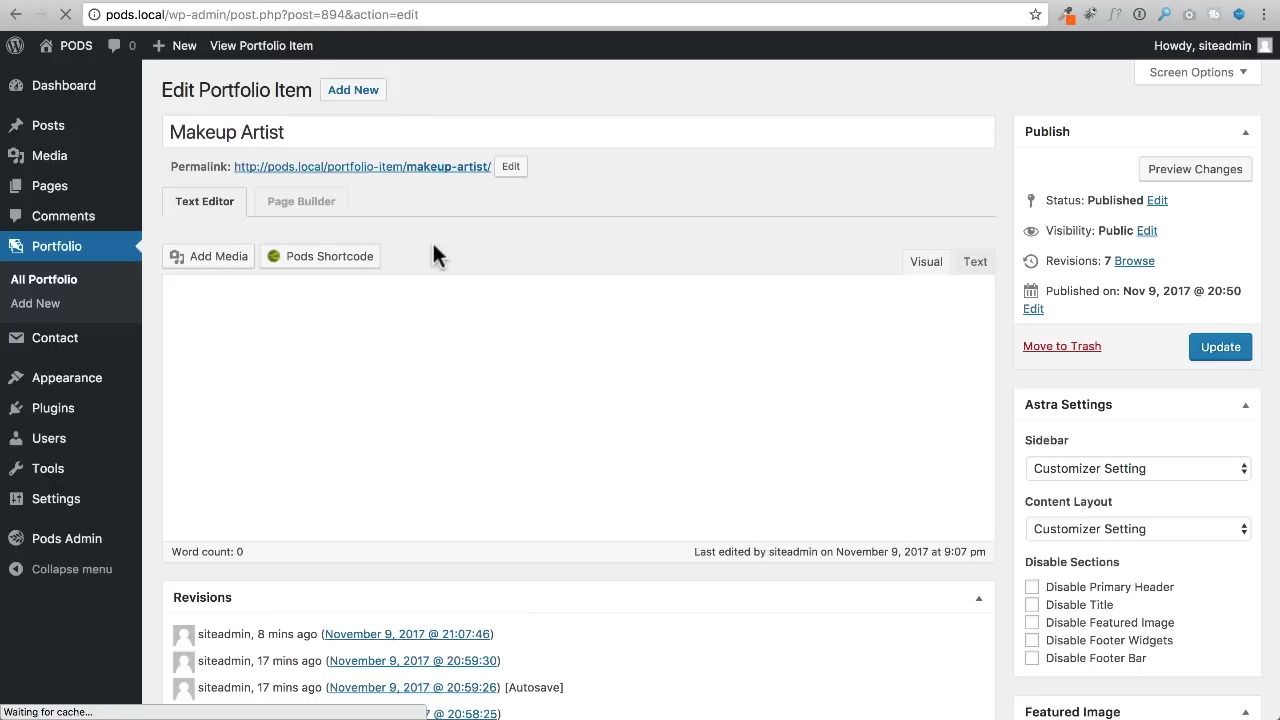 pods.local/wp-admin/post.php?post=894&action=edit
PODS 0 New View Portfolio Item Howdy, siteadmin
Screen Options
Dashboard
Posts
Media
Pages
Comments
Portfolio
All Portfolio
Add New
Contact
Appearance
Plugins
Users
Tools
Settings
Pods Admin
Collapse menu
Edit Portfolio Item Add New
Makeup Artist
Permalink: http://pods.local/portfolio-item/makeup-artist/ Edit
Text Editor Page Builder
Add Media Pods Shortcode Visual Text
Word count: 0 Last edited by siteadmin on November 9, 2017 at 9:07 pm
Revisions
siteadmin, 8 mins ago (November 9, 2017 @ 21:07:46)
siteadmin, 17 mins ago (November 9, 2017 @ 20:59:30)
siteadmin, 17 mins ago (November 9, 2017 @ 20:59:26) [Autosave]
7 @ 20:58:25)
Publish
Preview Changes
Status: Published Edit
Visibility: Public Edit
Revisions: 7 Browse
Published on: Nov 9, 2017 @ 20:50
Edit
Move to Trash Update
Astra Settings
Sidebar
Customizer Setting
Content Layout
Customizer Setting
Disable Sections
Disable Primary Header
Disable Title
Disable Featured Image
Disable Footer Widgets
Disable Footer Bar
Featured Image
Waiting for cache...